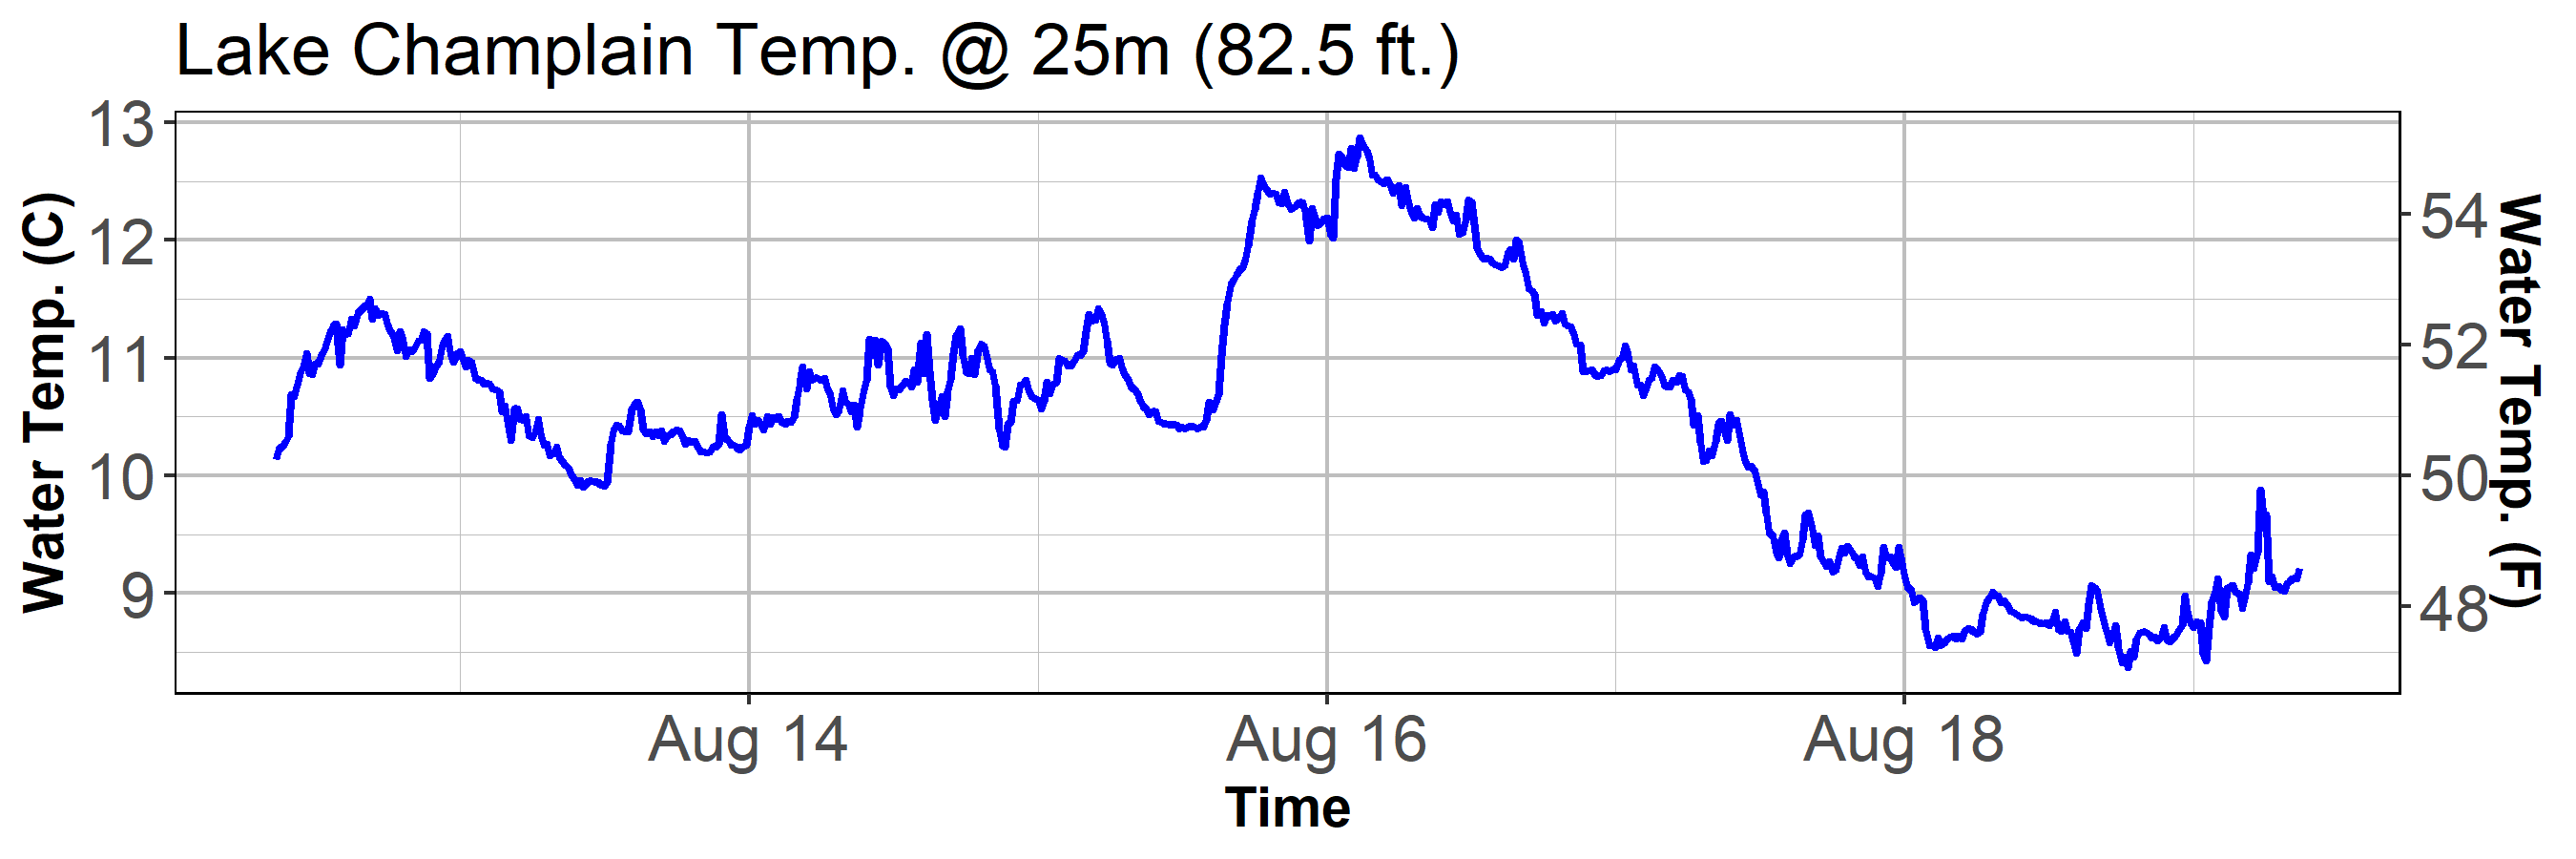 Lake Champlain Temp. @ 25m (82.5 ft.)
Water Temp. (C)
13
12
11
10
9
54
52
50
48
Water Temp. (F)
Aug 14
Aug 16
Aug 18
Time